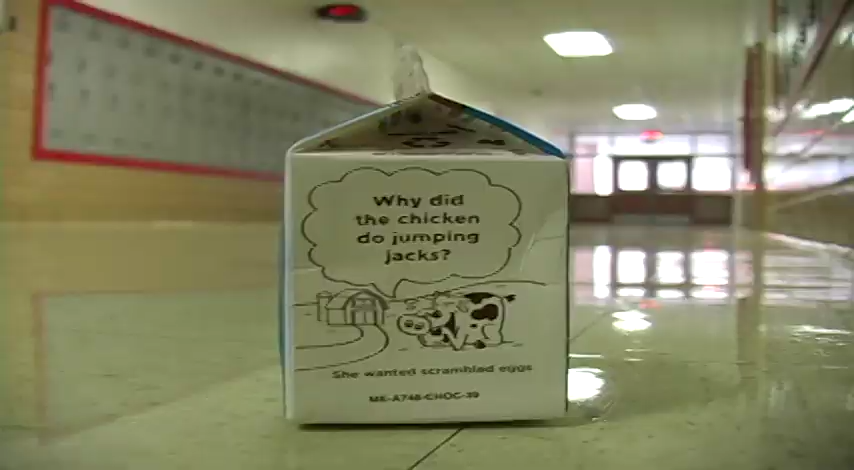 Why did
the chicken
do jumping
jacks?
She wanted scrambled eggs
MK-A748-CHOC-39